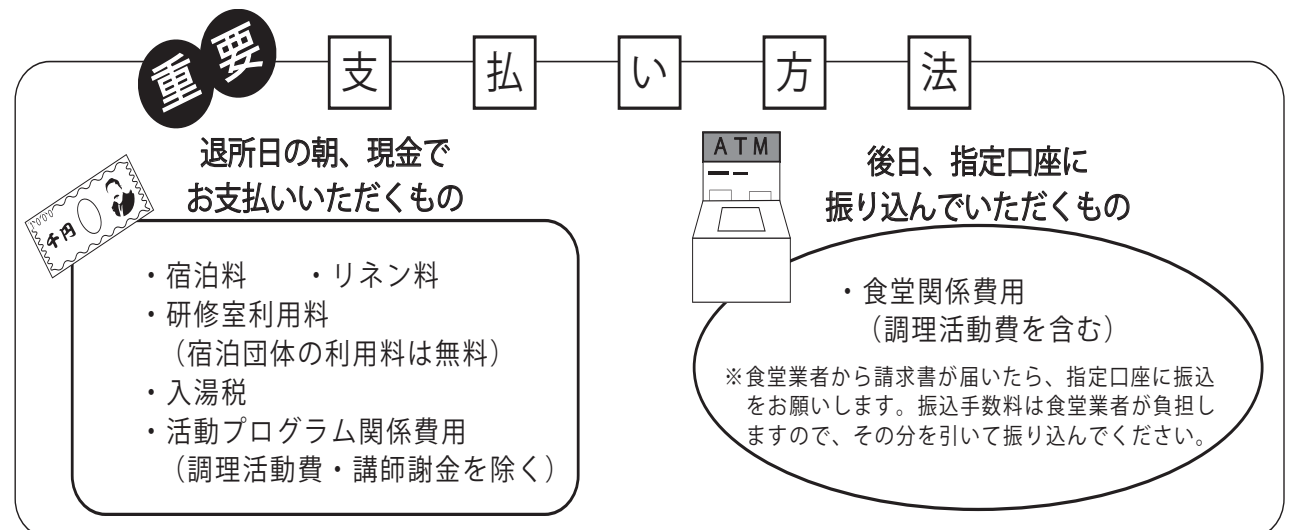 重要 支払い方法
退所日の朝、現金で
お支払いいただくもの
千円
・宿泊料　　・リネン料
・研修室利用料
（宿泊団体の利用料は無料）
・入湯税
・活動プログラム関係費用
（調理活動費・講師謝金を除く）
ATM
後日、指定口座に
振り込んでいただくもの
・食堂関係費用
（調理活動費を含む）
※食堂業者から請求書が届いたら、指定口座に振込
をお願いします。振込手数料は食堂業者が負担し
ますので、その分を引いて振り込んでください。